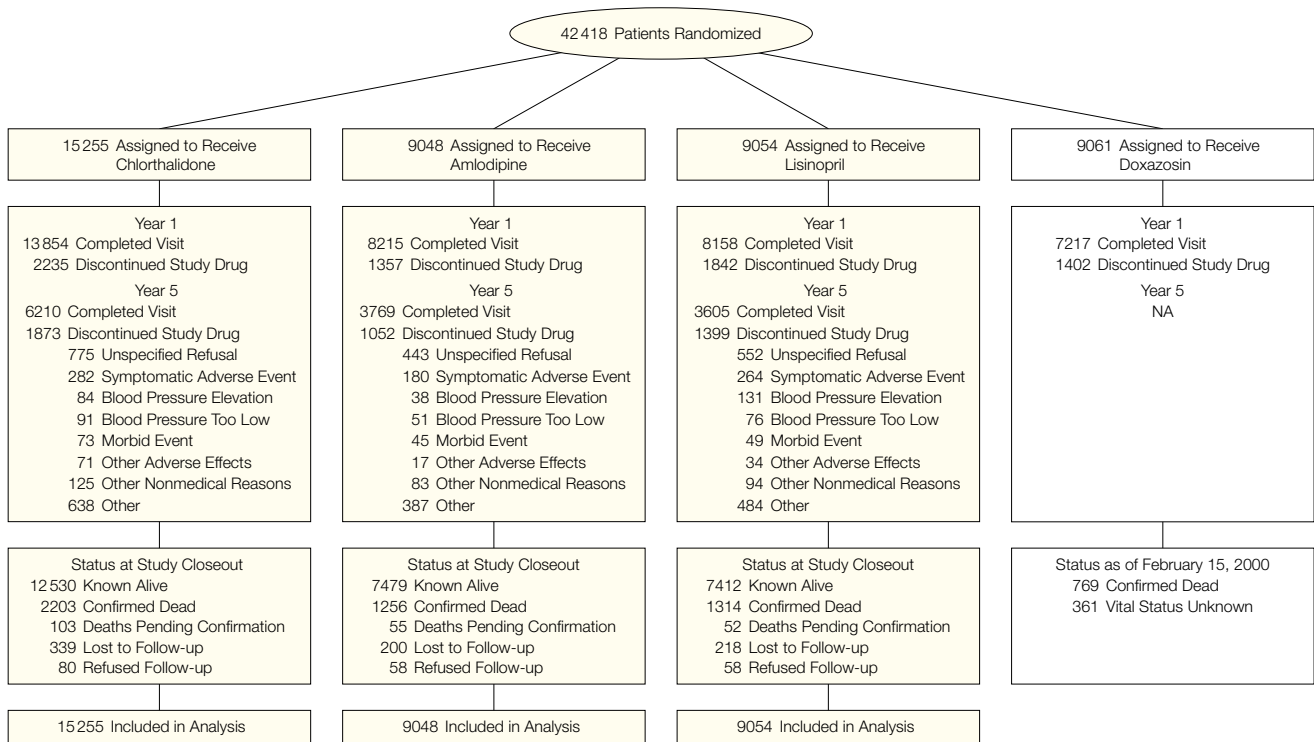 42 418 Patients Randomized
15 255 Assigned to Receive
Chlorthalidone
Year 1
13 854 Completed Visit
2235 Discontinued Study Drug
Year 5
6210 Completed Visit
1873 Discontinued Study Drug
775 Unspecified Refusal
282 Symptomatic Adverse Event
84 Blood Pressure Elevation
91 Blood Pressure Too Low
73 Morbid Event
71 Other Adverse Effects
125 Other Nonmedical Reasons
638 Other
Status at Study Closeout
12 530 Known Alive
2203 Confirmed Dead
103 Deaths Pending Confirmation
339 Lost to Follow-up
80 Refused Follow-up
15 255 Included in Analysis
9048 Assigned to Receive
Amlodipine
Year 1
8215 Completed Visit
1357 Discontinued Study Drug
Year 5
3769 Completed Visit
1052 Discontinued Study Drug
443 Unspecified Refusal
180 Symptomatic Adverse Event
38 Blood Pressure Elevation
51 Blood Pressure Too Low
45 Morbid Event
17 Other Adverse Effects
83 Other Nonmedical Reasons
387 Other
Status at Study Closeout
7479 Known Alive
1256 Confirmed Dead
55 Deaths Pending Confirmation
200 Lost to Follow-up
58 Refused Follow-up
9048 Included in Analysis
9054 Assigned to Receive
Lisinopril
Year 1
8158 Completed Visit
1842 Discontinued Study Drug
Year 5
3605 Completed Visit
1399 Discontinued Study Drug
552 Unspecified Refusal
264 Symptomatic Adverse Event
131 Blood Pressure Elevation
76 Blood Pressure Too Low
49 Morbid Event
34 Other Adverse Effects
94 Other Nonmedical Reasons
484 Other
Status at Study Closeout
7412 Known Alive
1314 Confirmed Dead
52 Deaths Pending Confirmation
218 Lost to Follow-up
58 Refused Follow-up
9054 Included in Analysis
9061 Assigned to Receive
Doxazosin
Year 1
7217 Completed Visit
1402 Discontinued Study Drug
Year 5
NA
Status as of February 15, 2000
769 Confirmed Dead
361 Vital Status Unknown